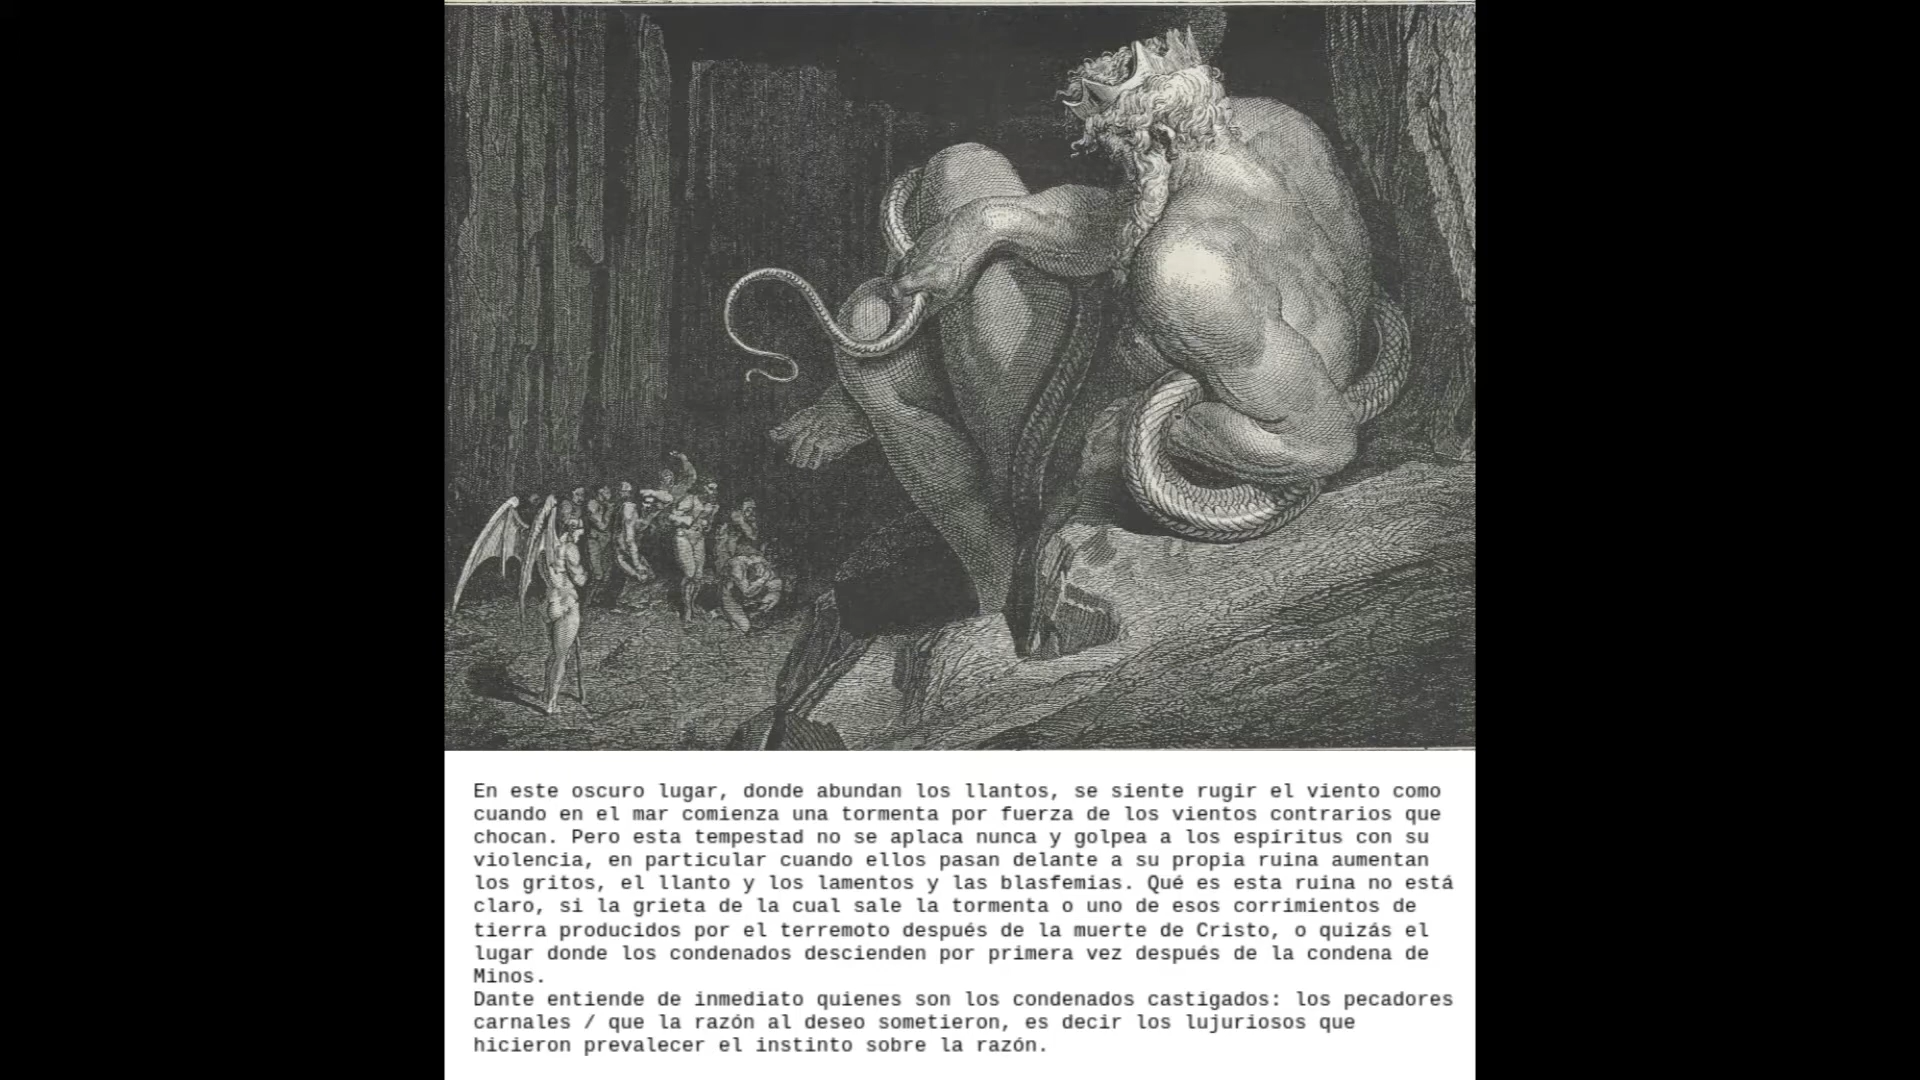 En este oscuro lugar, donde abundan los llantos, se siente rugir el viento como
cuando en el mar comienza una tormenta por fuerza de los vientos contrarios que
chocan. Pero esta tempestad no se aplaca nunca y golpea a los espíritus con su
violencia, en particular cuando ellos pasan delante a su propia ruina aumentan
los gritos, el llanto y los lamentos y las blasfemias. Qué es esta ruina no está
claro, si la grieta de la cual sale la tormenta o uno de esos corrimientos de
tierra producidos por el terremoto después de la muerte de Cristo, o quizás el
lugar donde los condenados descienden por primera vez después de la condena de
Minos.
Dante entiende de inmediato quienes son los condenados castigados: los pecadores
carnales / que la razón al deseo sometieron, es decir los lujuriosos que
hicieron prevalecer el instinto sobre la razón.